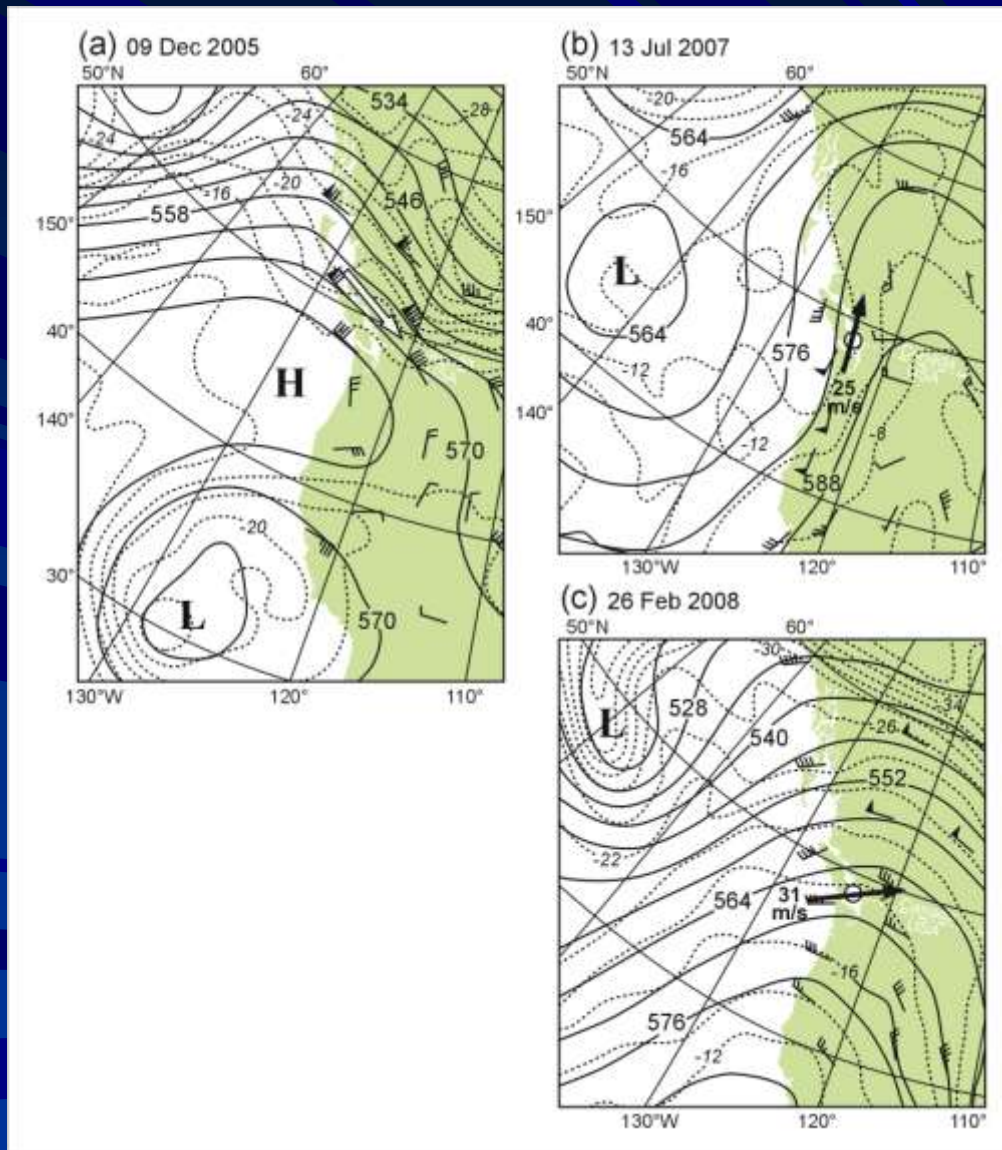 (a) 09 Dec 2005
50°N 60°
-24 -24 534 -28
-16 -20
558 546
150°
40°
H
140°
570
-20
30°
L
570
130°W 120° 110°
(b) 13 Jul 2007
50°N 60°
-20
564
-16
150°
L
40°
564
576
-12
25
m/s
140°
-12
-8
588
130°W 120° 110°
(c) 26 Feb 2008
50°N 60°
-30
528
L
-34
540
-26
552
-22
564
31
m/s
-16
576
-12
130°W 120° 110°